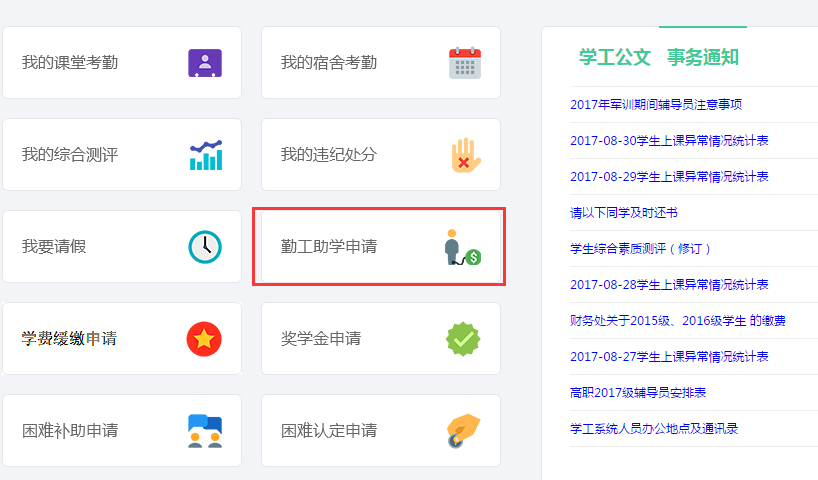 我的课堂考勤
我的宿舍考勤
我的综合测评
我的违纪处分
我要请假
勤工助学申请
$
学费缓缴申请
奖学金申请
困难补助申请
困难认定申请
学工公文 事务通知
2017年军训期间辅导员注意事项
2017-08-30学生上课异常情况统计表
2017-08-29学生上课异常情况统计表
请以下同学及时还书
学生综合素质测评（修订）
2017-08-28学生上课异常情况统计表
财务处关于2015级、2016级学生 的缴费
2017-08-27学生上课异常情况统计表
高职2017级辅导员安排表
学工系统人员办公地点及通讯录